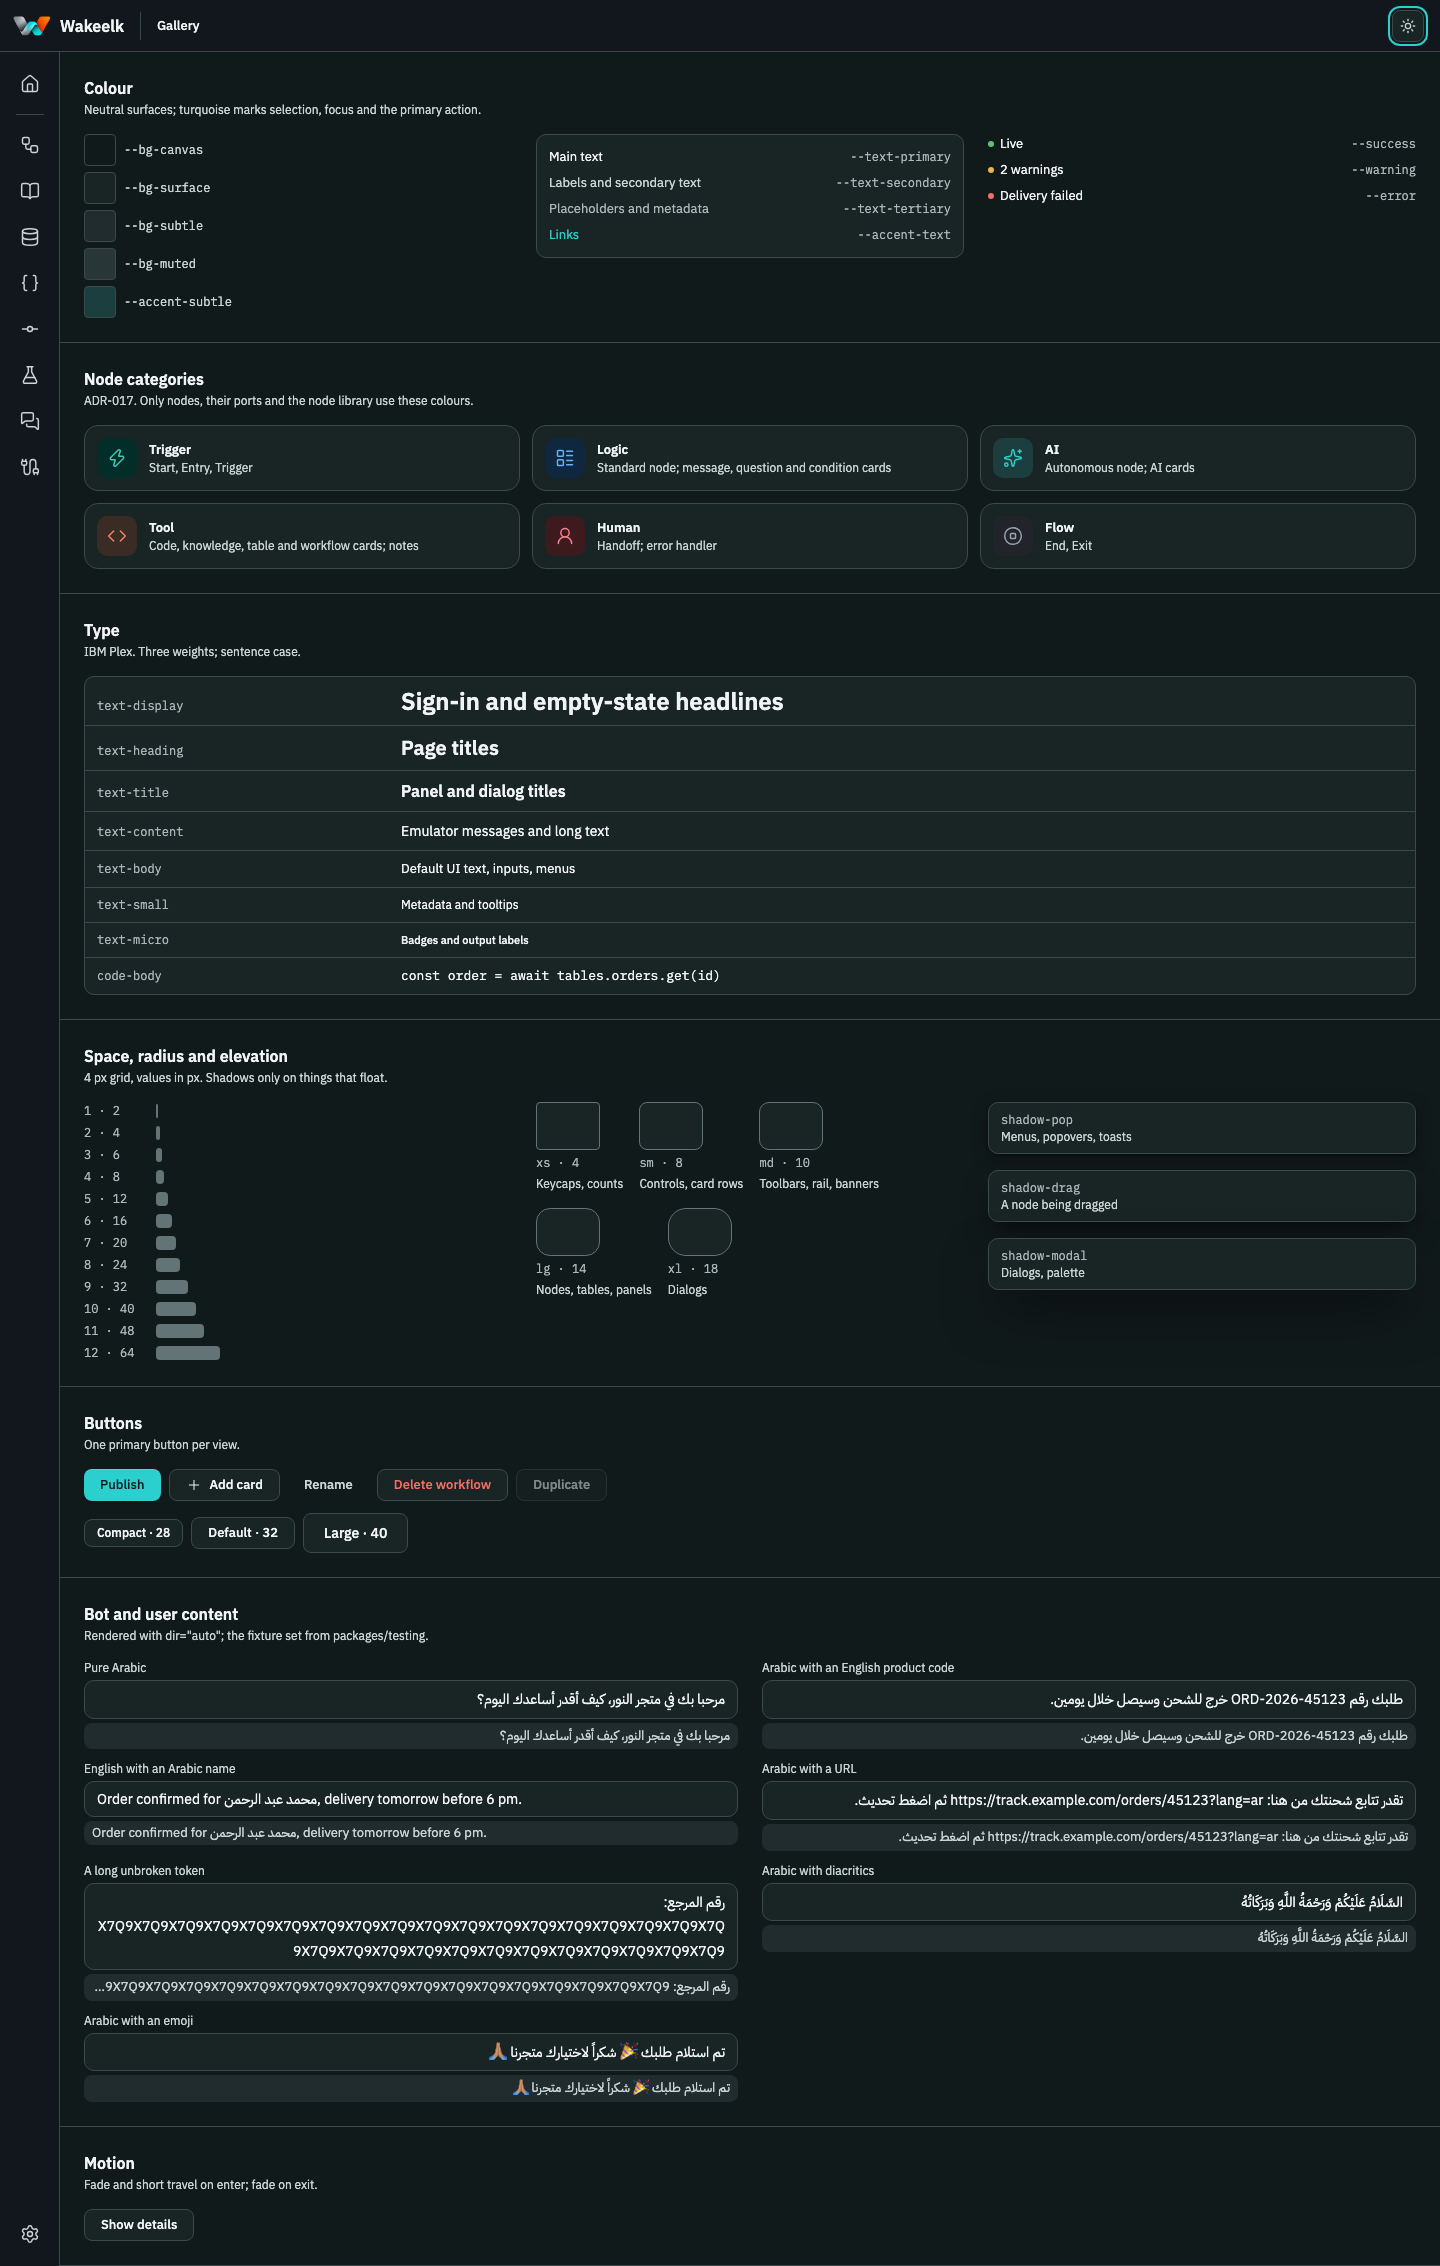 Wakeelk
Gallery
Colour
Neutral surfaces; turquoise marks selection, focus and the primary action.
--bg-canvas
--bg-surface
--bg-subtle
--bg-muted
--accent-subtle
Main text --text-primary
Labels and secondary text --text-secondary
Placeholders and metadata --text-tertiary
Links --accent-text
Live --success
2 warnings --warning
Delivery failed --error
Node categories
ADR-017. Only nodes, their ports and the node library use these colours.
Trigger
Start, Entry, Trigger
Logic
Standard node; message, question and condition cards
AI
Autonomous node; AI cards
Tool
Code, knowledge, table and workflow cards; notes
Human
Handoff; error handler
Flow
End, Exit
Type
IBM Plex. Three weights; sentence case.
text-display Sign-in and empty-state headlines
text-heading Page titles
text-title Panel and dialog titles
text-content Emulator messages and long text
text-body Default UI text, inputs, menus
text-small Metadata and tooltips
text-micro Badges and output labels
code-body const order = await tables.orders.get(id)
Space, radius and elevation
4 px grid, values in px. Shadows only on things that float.
1 · 2
2 · 4
3 · 6
4 · 8
5 · 12
6 · 16
7 · 20
8 · 24
9 · 32
10 · 40
11 · 48
12 · 64
xs · 4
Keycaps, counts
sm · 8
Controls, card rows
md · 10
Toolbars, rail, banners
lg · 14
Nodes, tables, panels
xl · 18
Dialogs
shadow-pop
Menus, popovers, toasts
shadow-drag
A node being dragged
shadow-modal
Dialogs, palette
Buttons
One primary button per view.
Publish
Add card
Rename
Delete workflow
Duplicate
Compact · 28
Default · 32
Large · 40
Bot and user content
Rendered with dir="auto"; the fixture set from packages/testing.
Pure Arabic
مرحبا بك في متجر النور، كيف أقدر أساعدك اليوم؟
مرحبا بك في متجر النور، كيف أقدر أساعدك اليوم؟
Arabic with an English product code
طلبك رقم ORD-2026-45123 خرج للشحن وسيصل خلال يومين.
طلبك رقم ORD-2026-45123 خرج للشحن وسيصل خلال يومين.
English with an Arabic name
Order confirmed for محمد عبد الرحمن, delivery tomorrow before 6 pm.
Order confirmed for محمد عبد الرحمن, delivery tomorrow before 6 pm.
Arabic with a URL
تقدر تتابع شحنتك من هنا: https://track.example.com/orders/45123?lang=ar ثم اضغط تحديث.
تقدر تتابع شحنتك من هنا: https://track.example.com/orders/45123?lang=ar ثم اضغط تحديث.
A long unbroken token
رقم المرجع:
X7Q9X7Q9X7Q9X7Q9X7Q9X7Q9X7Q9X7Q9X7Q9X7Q9X7Q9X7Q9X7Q9X7Q9X7Q9X7Q9X7Q9X7Q
9X7Q9X7Q9X7Q9X7Q9X7Q9X7Q9X7Q9X7Q9X7Q9X7Q9X7Q9X7Q9
رقم المرجع: X7Q9X7Q9X7Q9X7Q9X7Q9X7Q9X7Q9X7Q9X7Q9X7Q9X7Q9X7Q9X7Q9X7Q9X7Q9X7Q9...
Arabic with diacritics
السَّلَامُ عَلَيْكُمْ وَرَحْمَةُ اللَّهِ وَبَرَكَاتُهُ
السَّلَامُ عَلَيْكُمْ وَرَحْمَةُ اللَّهِ وَبَرَكَاتُهُ
Arabic with an emoji
تم استلام طلبك 🎉 شكراً لاختيارك متجرنا 🙏🏽
تم استلام طلبك 🎉 شكراً لاختيارك متجرنا 🙏🏽
Motion
Fade and short travel on enter; fade on exit.
Show details